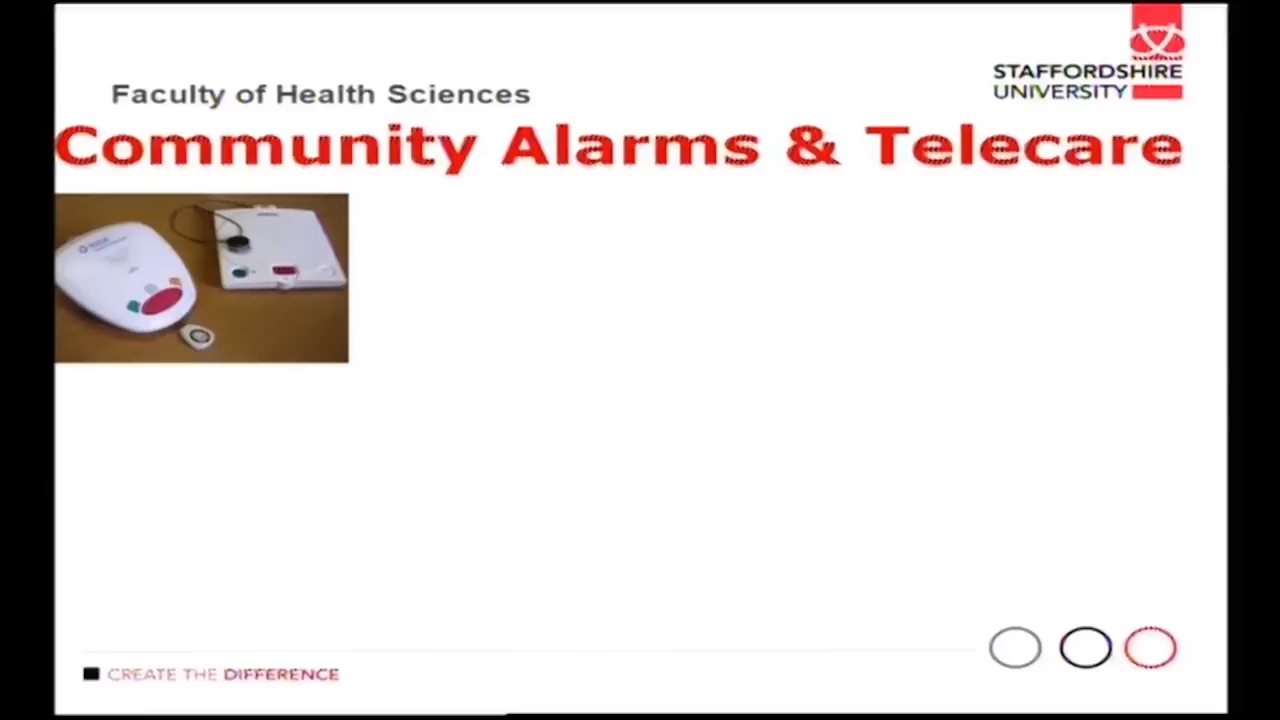 STAFFORDSHIRE
UNIVERSITY
Faculty of Health Sciences
Community Alarms & Telecare
CREATE THE DIFFERENCE